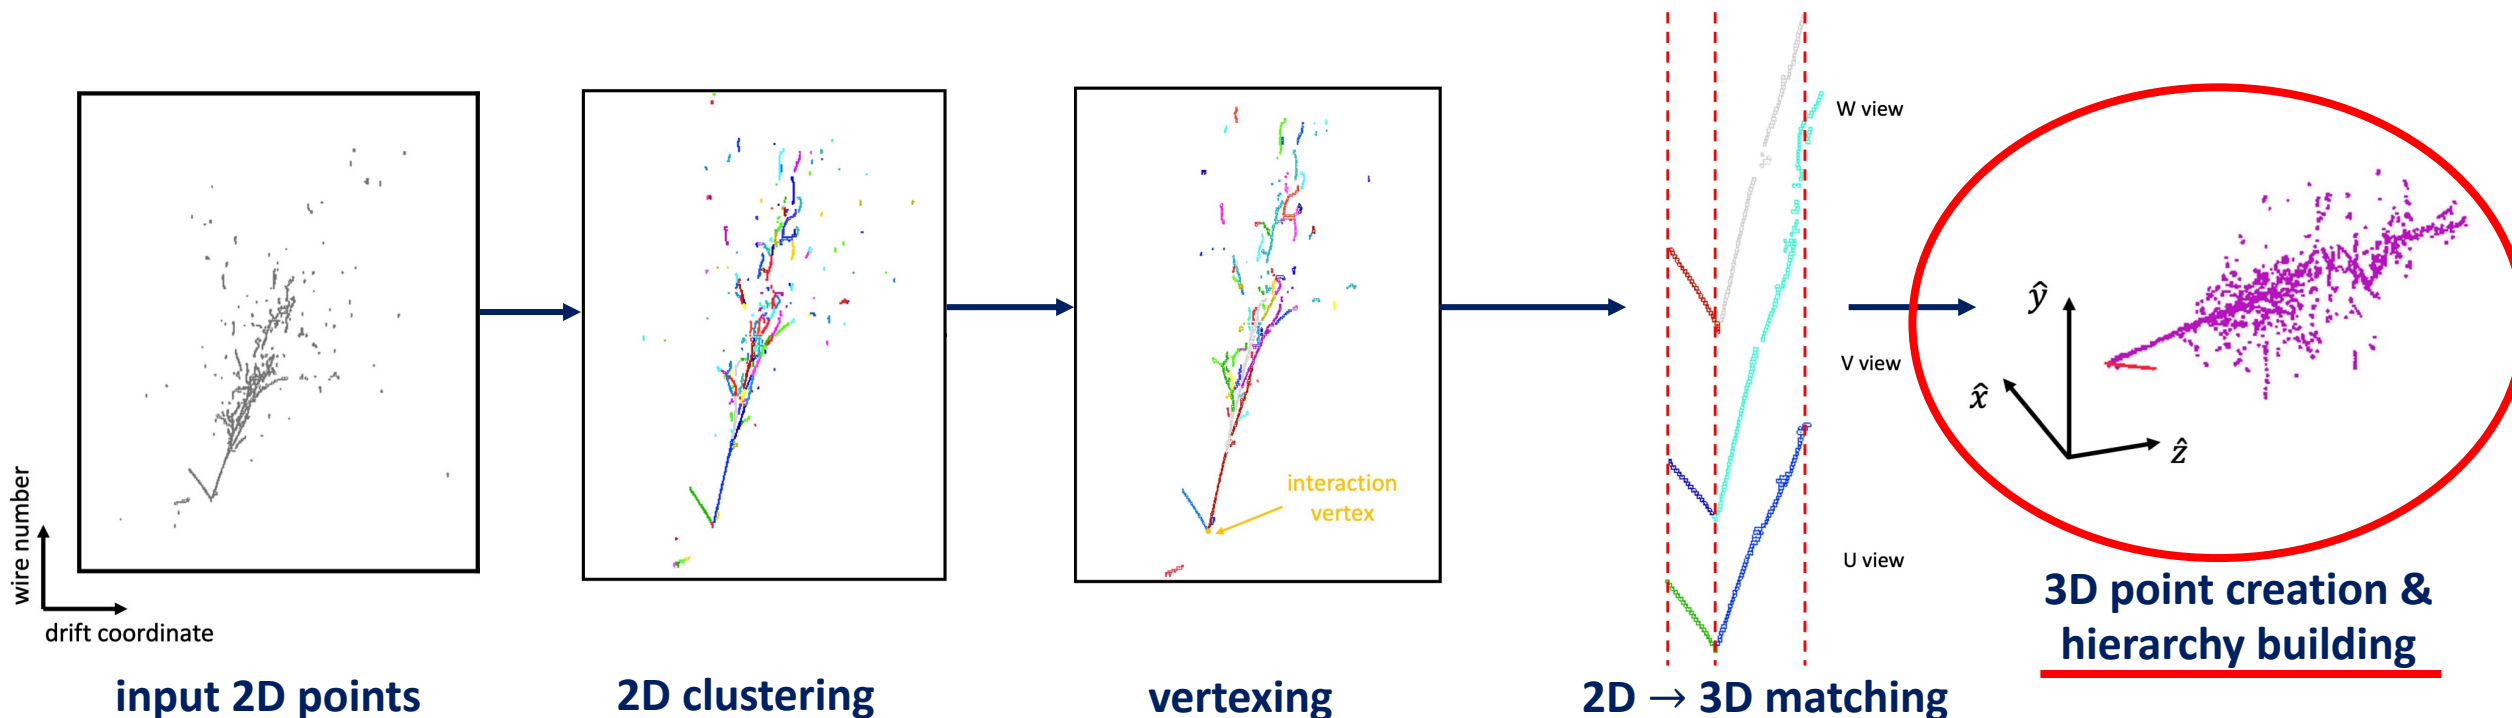 wire number
drift coordinate
input 2D points
2D clustering
interaction
vertex
vertexing
W view
V view
U view
2D → 3D matching
ŷ
x̂
ẑ
3D point creation &
hierarchy building